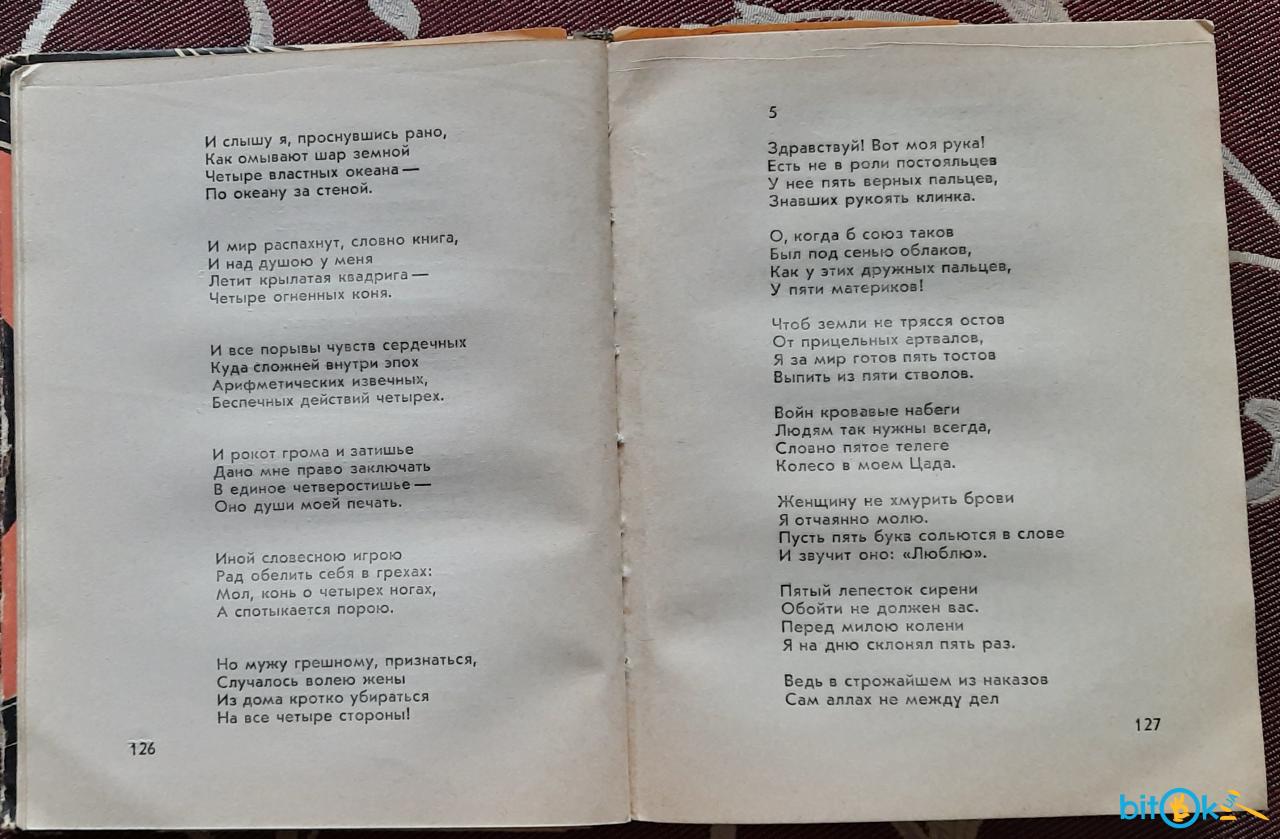 И слышу я, проснувшись рано,
Как омывают шар земной
Четыре властных океана —
По океану за стеной.
И мир распахнут, словно книга,
И над душою у меня
Летит крылатая квадрига —
Четыре огненных коня.
И все порывы чувств сердечных
Куда сложней внутри эпох
Арифметических извечных,
Беспечных действий четырех.
И рокот грома и затишье
Дано мне право заключать
В единое четверостишье —
Оно души моей печать.
Иной словесною игрою
Рад обелить себя в грехах:
Мол, конь о четырех ногах,
А спотыкается порою.
Но мужу грешному, признаться,
Случалось волею жены
Из дома кротко убираться
На все четыре стороны!
126
5
Здравствуй! Вот моя рука!
Есть не в роли постояльцев
У нее пять верных пальцев,
Знавших рукоять клинка.
О, когда б союз таков
Был под сенью облаков,
Как у этих дружных пальцев,
У пяти материков!
Чтоб земли не трясся остов
От прицельных артвалов,
Я за мир готов пять тостов
Выпить из пяти стволов.
Войн кровавые набеги
Людям так нужны всегда,
Словно пятое телеге
Колесо в моем Цада.
Женщину не хмурить брови
Я отчаянно молю.
Пусть пять букв сольются в слове
И звучит оно: «Люблю».
Пятый лепесток сирени
Обойти не должен вас.
Перед милою колени
Я на дню склонял пять раз.
Ведь в строжайшем из наказов
Сам аллах не между дел
127
bitOk UA